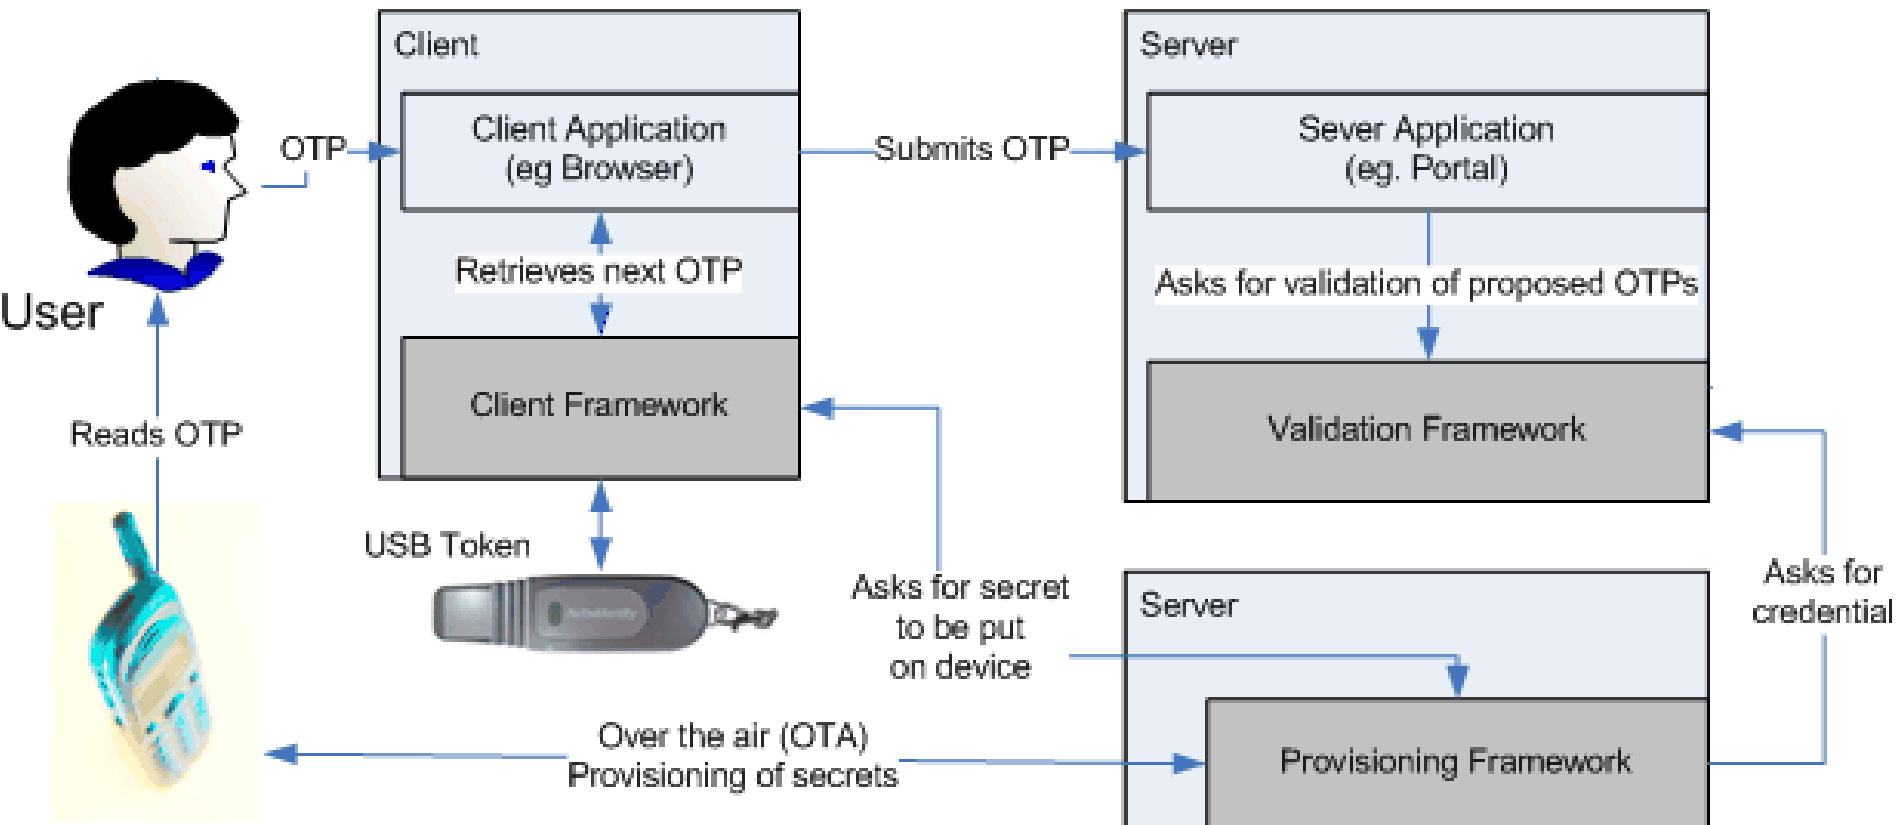 Client
Server
Client Application
(eg Browser)
Sever Application
(eg. Portal)
OTP
Submits OTP
Retrieves next OTP
Asks for validation of proposed OTPs
User
Client Framework
Validation Framework
Reads OTP
USB Token
Asks for secret
to be put
on device
Server
Asks for
credential
Over the air (OTA)
Provisioning of secrets
Provisioning Framework